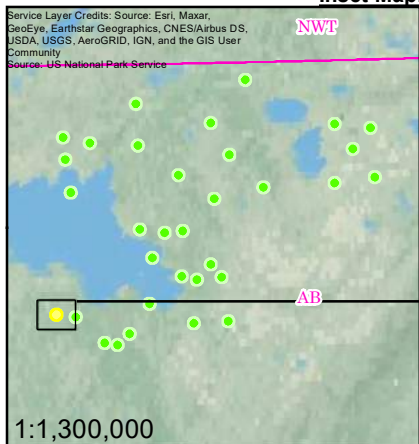 Inset Map
Service Layer Credits: Source: Esri, Maxar,
GeoEye, Earthstar Geographics, CNES/Airbus DS,
USDA, USGS, AeroGRID, IGN, and the GIS User
Community
Source: US National Park Service
NWT
AB
1:1,300,000